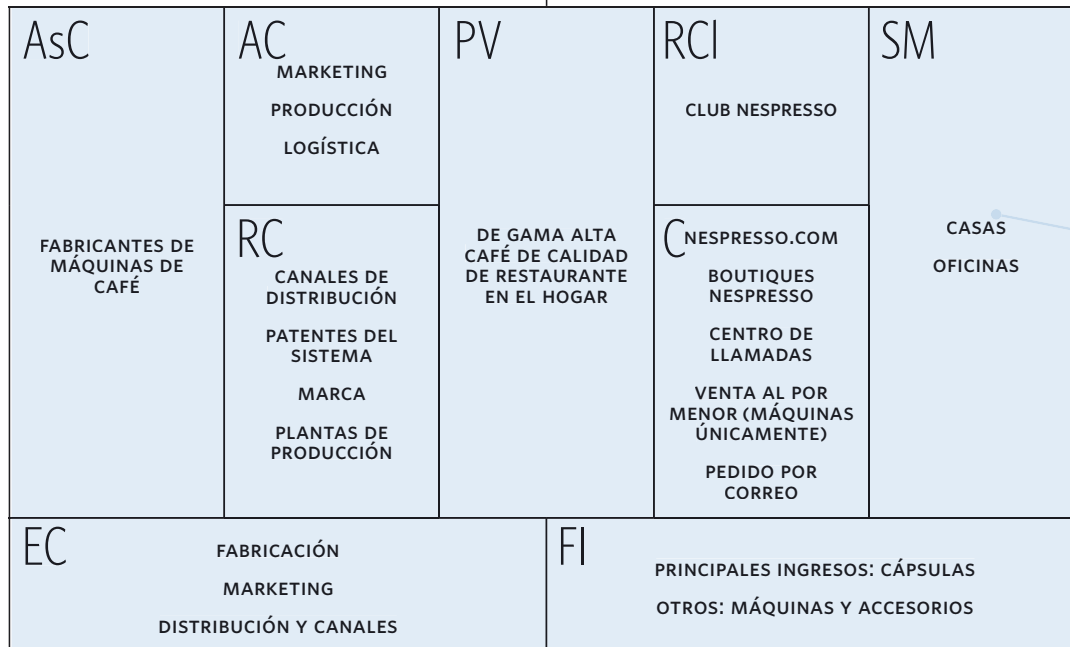 AsC
FABRICANTES DE
MÁQUINAS DE
CAFÉ
AC
MARKETING
PRODUCCIÓN
LOGÍSTICA
RC
CANALES DE
DISTRIBUCIÓN
PATENTES DEL
SISTEMA
MARCA
PLANTAS DE
PRODUCCIÓN
PV
DE GAMA ALTA
CAFÉ DE CALIDAD
DE RESTAURANTE
EN EL HOGAR
RCl
CLUB NESPRESSO
C
NESPRESSO.COM
BOUTIQUES
NESPRESSO
CENTRO DE
LLAMADAS
VENTA AL POR
MENOR (MÁQUINAS
ÚNICAMENTE)
PEDIDO POR
CORREO
SM
CASAS
OFICINAS
EC
FABRICACIÓN
MARKETING
DISTRIBUCIÓN Y CANALES
FI
PRINCIPALES INGRESOS: CÁPSULAS
OTROS: MÁQUINAS Y ACCESORIOS